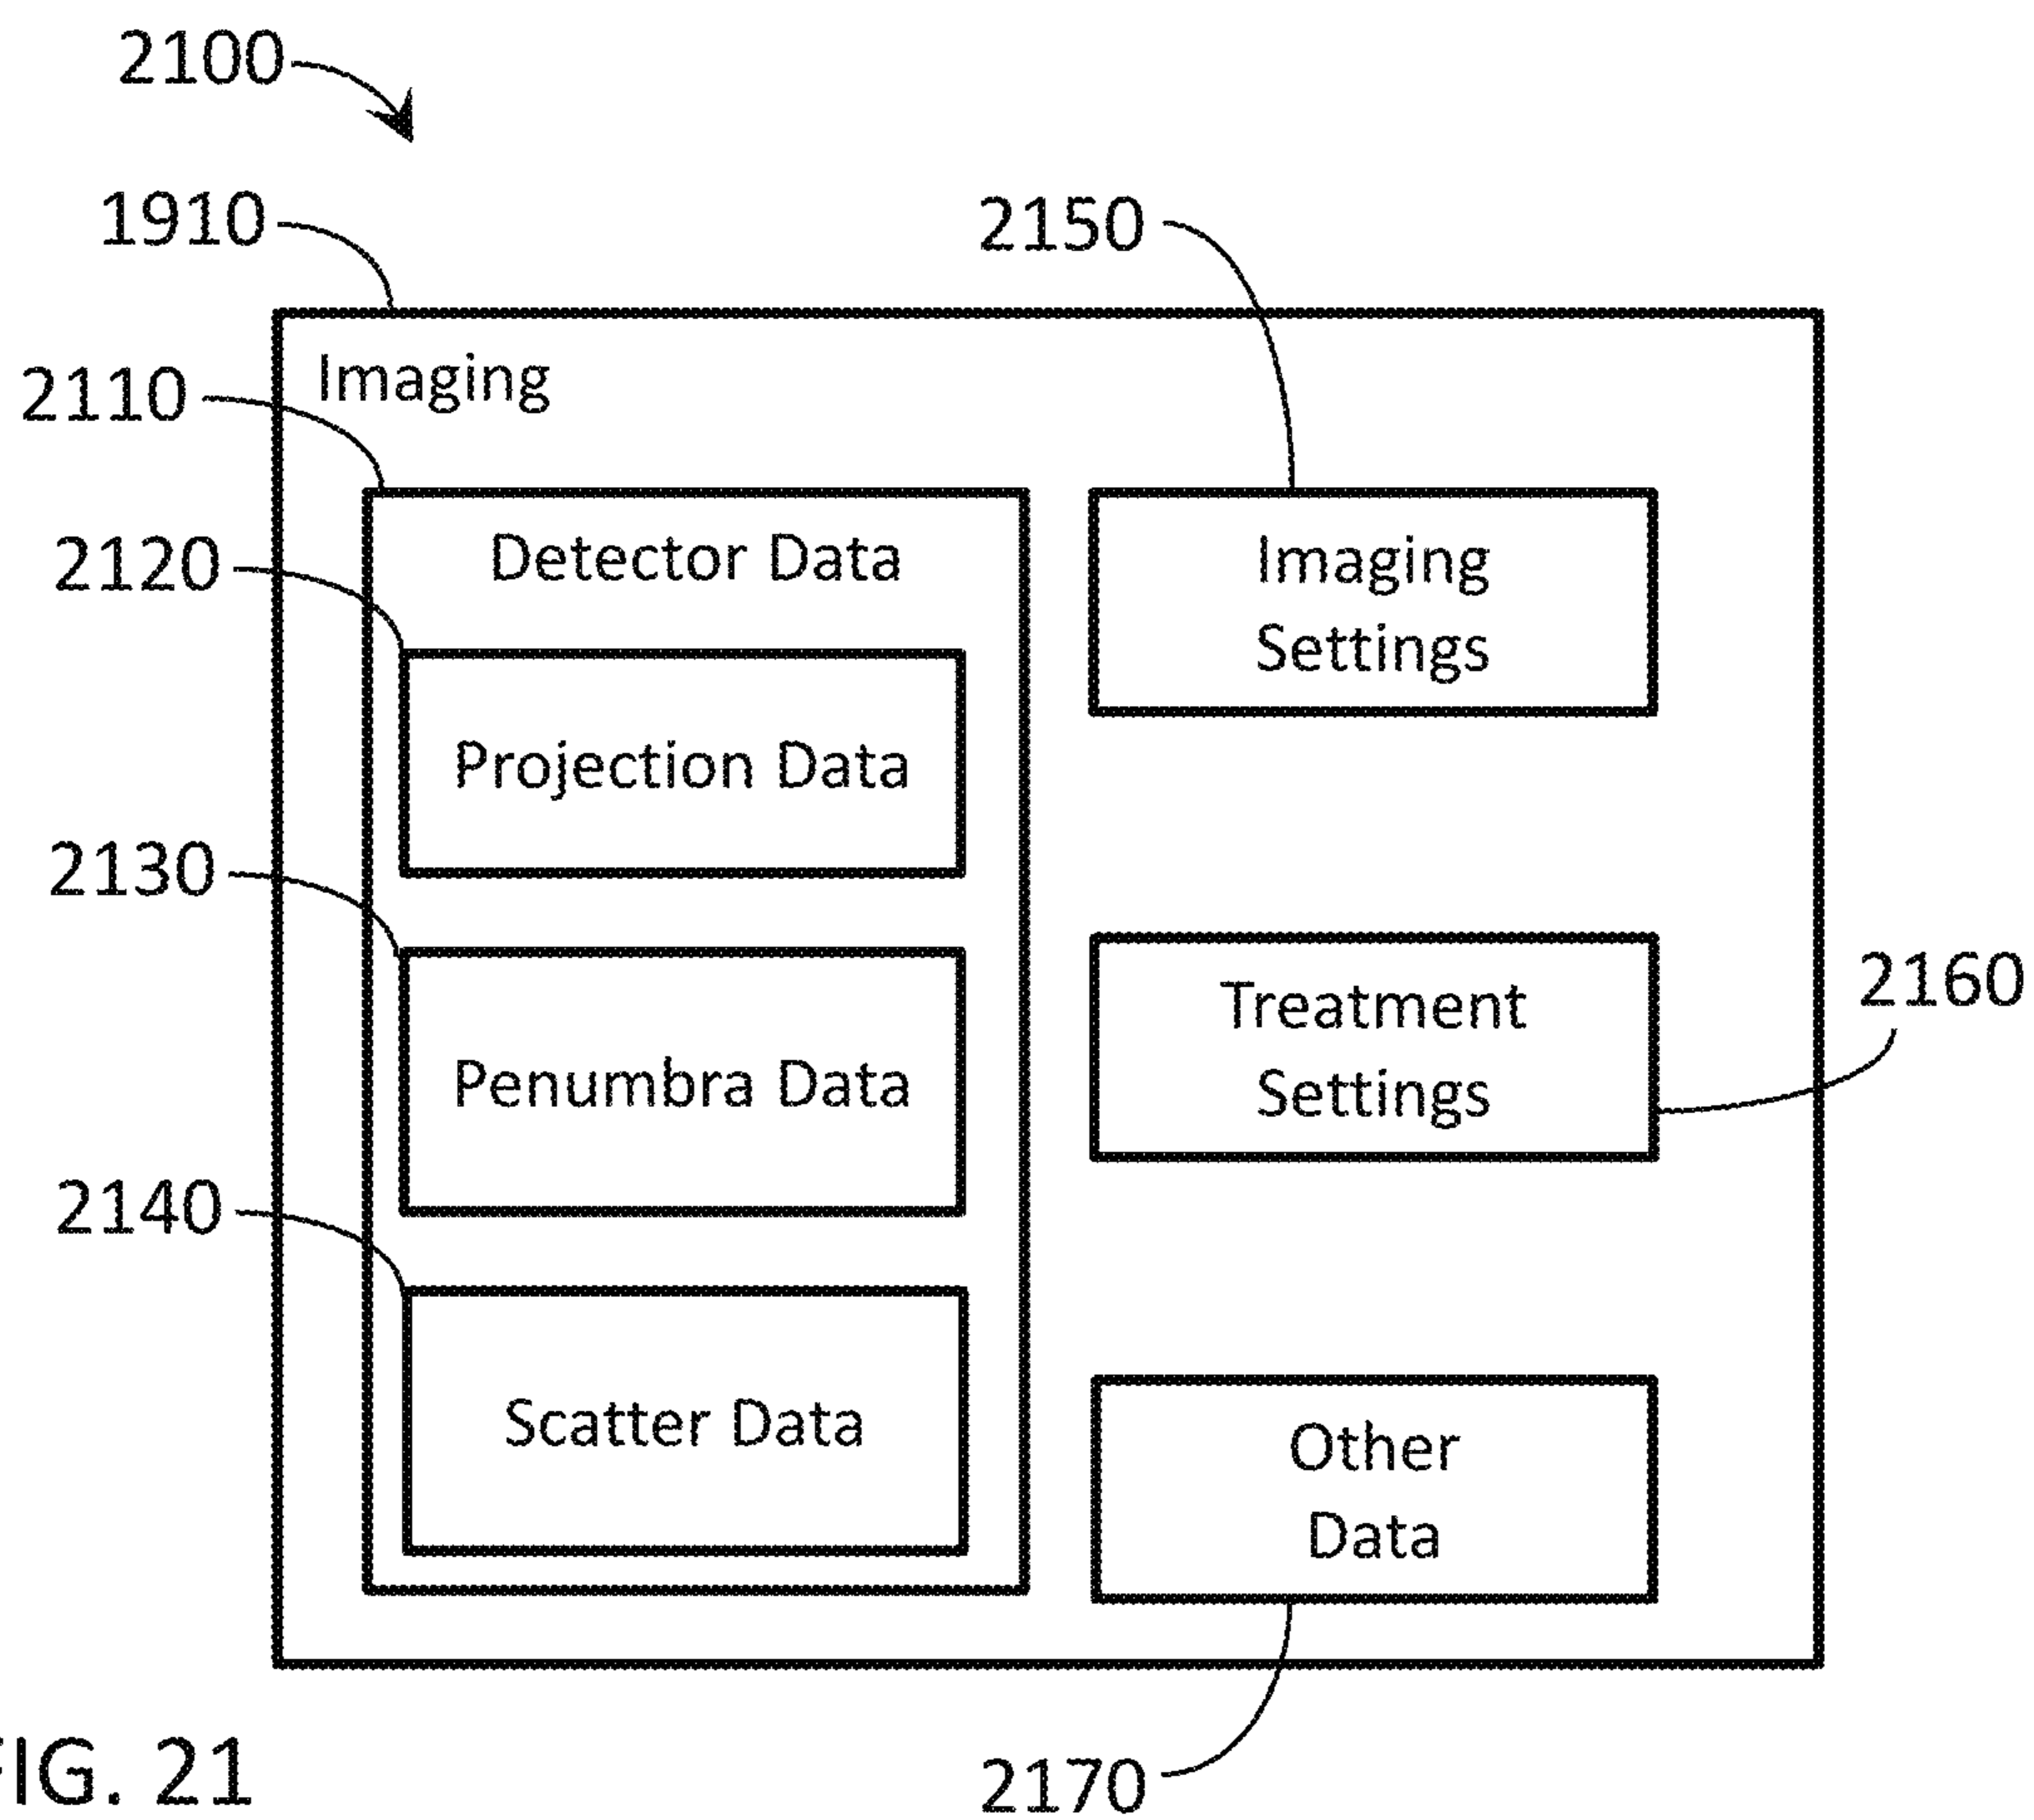 2100
1910
2150
Imaging
2110
Detector Data
Imaging
Settings
2120
Projection Data
2130
Penumbra Data
Treatment
Settings
2160
2140
Scatter Data
Other
Data
2170
FIG. 21